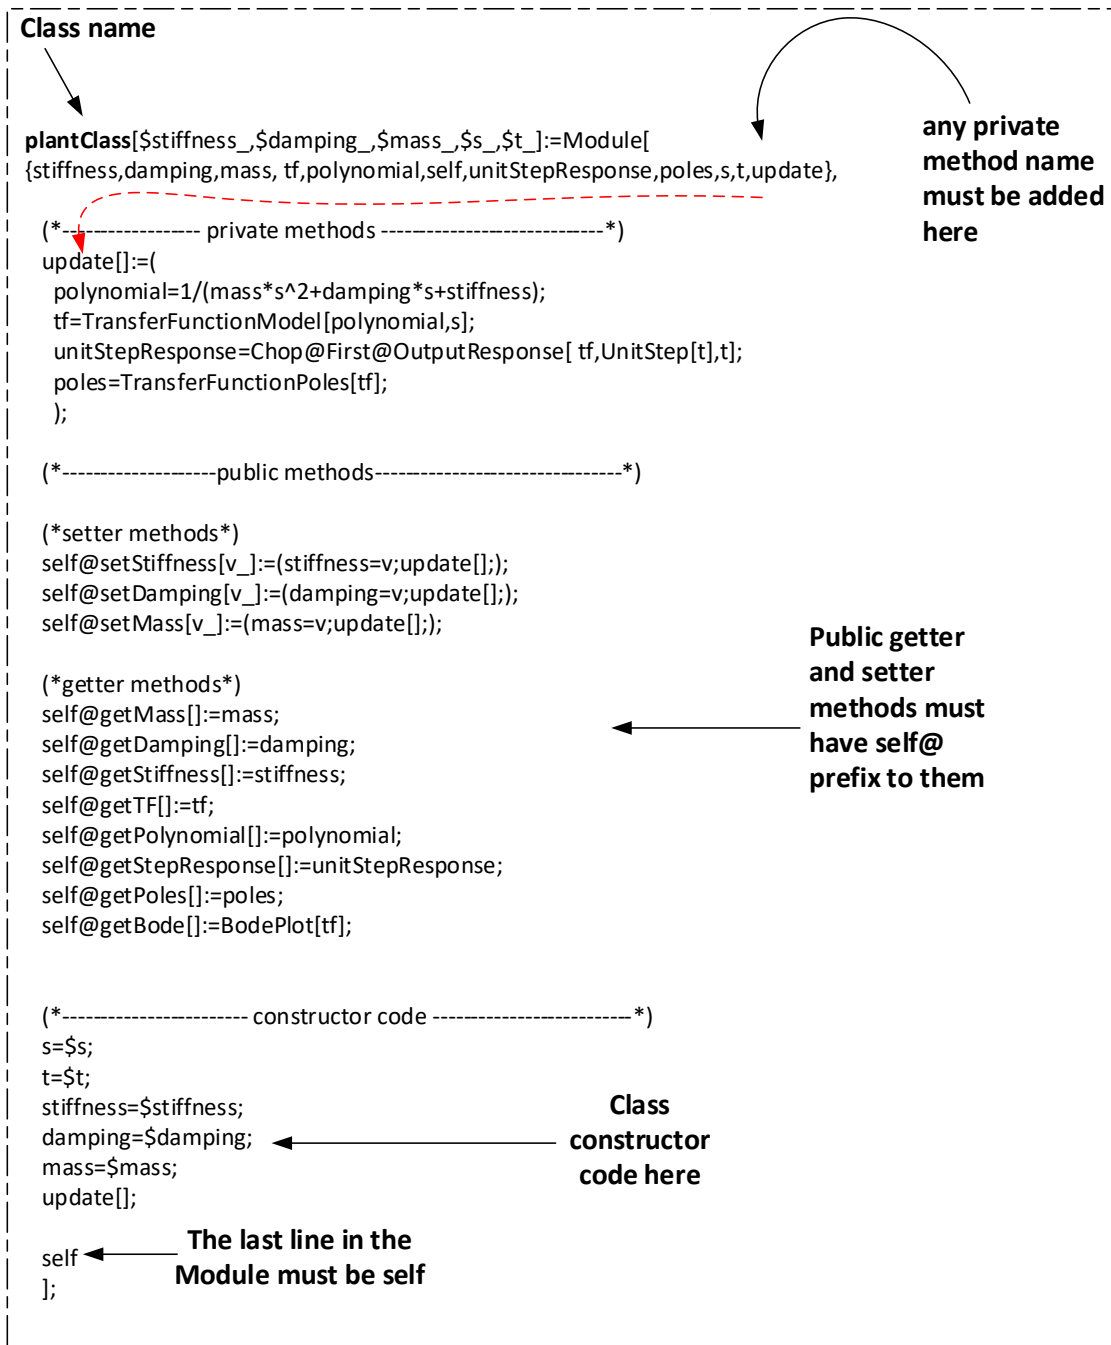 Class name
plantClass[$stiffness_,$damping_,$mass_,$s_,$t_]:=Module[
{stiffness,damping,mass, tf,polynomial,self,unitStepResponse,poles,s,t,update},
any private
method name
must be added
here
(*------------------ private methods -----------------------------*)
update[]:=(
polynomial=1/(mass*s^2+damping*s+stiffness);
tf=TransferFunctionModel[polynomial,s];
unitStepResponse=Chop@First@OutputResponse[ tf,UnitStep[t],t];
poles=TransferFunctionPoles[tf];
);
(*--------------------public methods--------------------------------*)
(*setter methods*)
self@setStiffness[v_]:=(stiffness=v;update[];);
self@setDamping[v_]:=(damping=v;update[];);
self@setMass[v_]:=(mass=v;update[];);
(*getter methods*)
self@getMass[]:=mass;
self@getDamping[]:=damping;
self@getStiffness[]:=stiffness;
self@getTF[]:=tf;
self@getPolynomial[]:=polynomial;
self@getStepResponse[]:=unitStepResponse;
self@getPoles[]:=poles;
self@getBode[]:=BodePlot[tf];
Public getter
and setter
methods must
have self@
prefix to them
(*------------------------ constructor code --------------------------*)
s=$s;
t=$t;
stiffness=$stiffness;
damping=$damping;
mass=$mass;
update[];
Class
constructor
code here
self
The last line in the
Module must be self
];